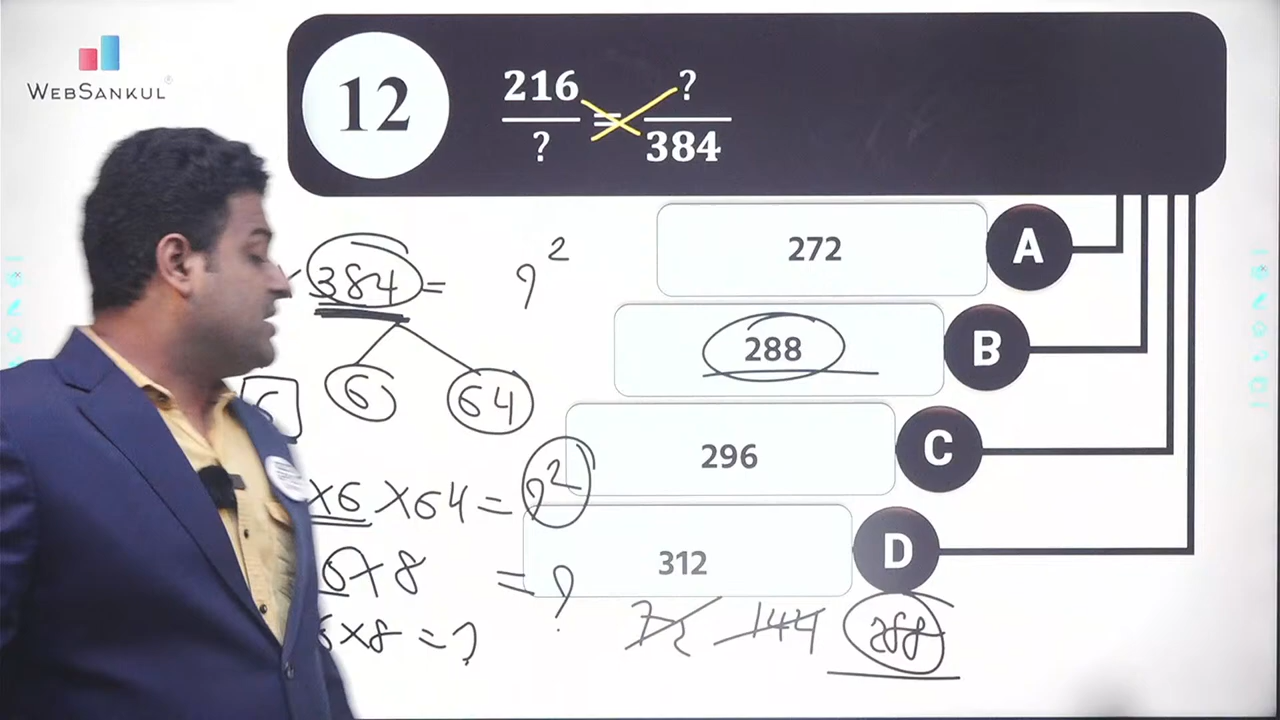 WEBSANKUL
12
216 ? 
? = 384
272 A
384 = ?²
288 B
6 64
296 C
×6 ×64 = ?²
312 D
6×8 = ?
72 144 288
×8 = ?